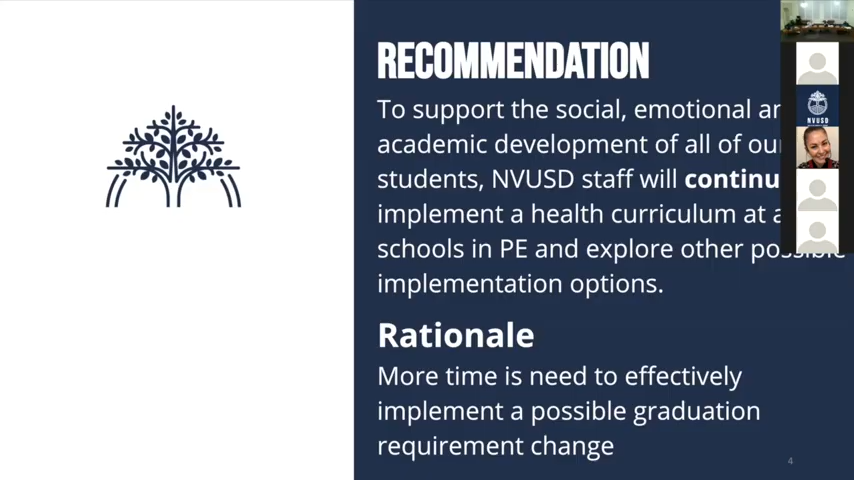 RECOMMENDATION
To support the social, emotional
academic development of all of
students, NVUSD staff will
implement a health curriculum at
schools in PE and explore other possible
implementation options.
Rationale
More time is need to effectively
implement a possible graduation
requirement change
4
NVUSD